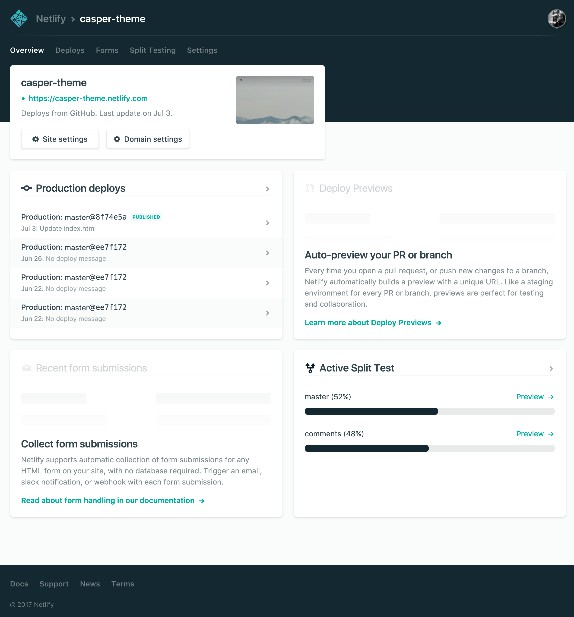 Netlify > casper-theme
Overview Deploys Forms Split Testing Settings
casper-theme
https://casper-theme.netlify.com
Deploys from GitHub. Last update on Jul 3.
Site settings
Domain settings
Production deploys
Production: master@8f74e5a PUBLISHED
Jul 3: Update index.htm
Production: master@ee7f172
Jun 26: No deploy message
Production: master@ee7f172
Jun 22: No deploy message
Production: master@ee7f172
Jun 22: No deploy message
Deploy Previews
Auto-preview your PR or branch
Every time you open a pull request, or push new changes to a branch,
Netlify automatically builds a preview with a unique URL. Like a staging
environment for every PR or branch, previews are perfect for testing
and collaboration.
Learn more about Deploy Previews →
Recent form submissions
Collect form submissions
Netlify supports automatic collection of form submissions for any
HTML form on your site, with no database required. Trigger an email,
slack notification, or webhook with each form submission.
Read about form handling in our documentation →
Active Split Test
master (52%) Preview →
comments (48%) Preview →
Docs Support News Terms
© 2017 Netlify